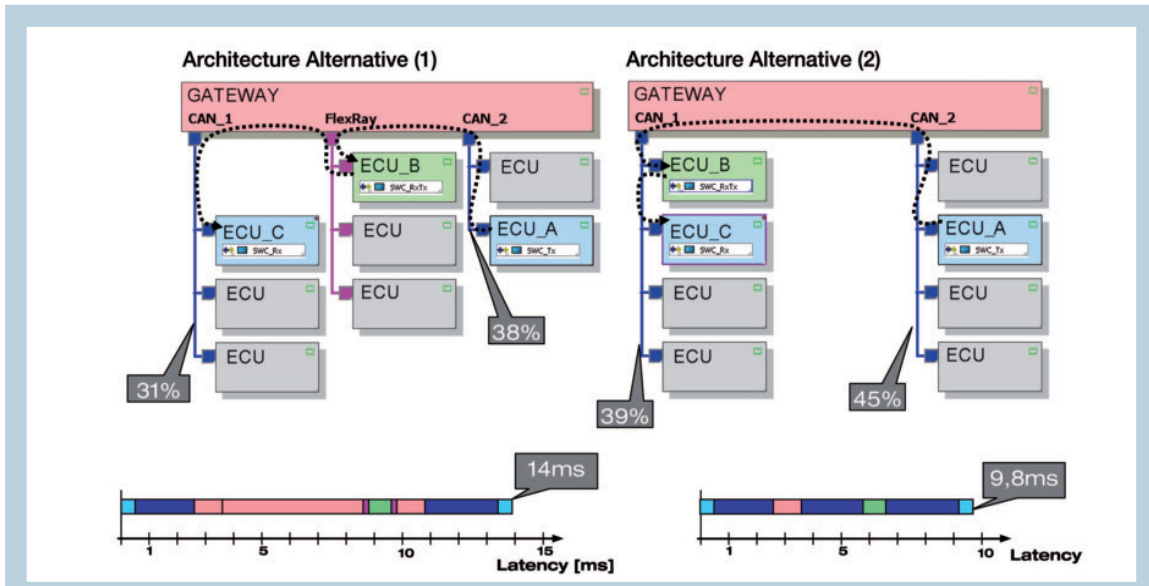 Architecture Alternative (1)
GATEWAY
CAN_1 FlexRay CAN_2
ECU_B
SWC_RxTx
ECU
ECU_C
SWC_Rx
ECU
ECU_A
SWC_Tx
ECU
ECU
ECU
38%
31%
14ms
1 5 10 15
Latency [ms]
Architecture Alternative (2)
GATEWAY
CAN_1 CAN_2
ECU_B
SWC_RxTx
ECU
ECU_C
SWC_Rx
ECU_A
SWC_Tx
ECU
ECU
ECU
ECU
39%
45%
9,8ms
1 5 10
Latency